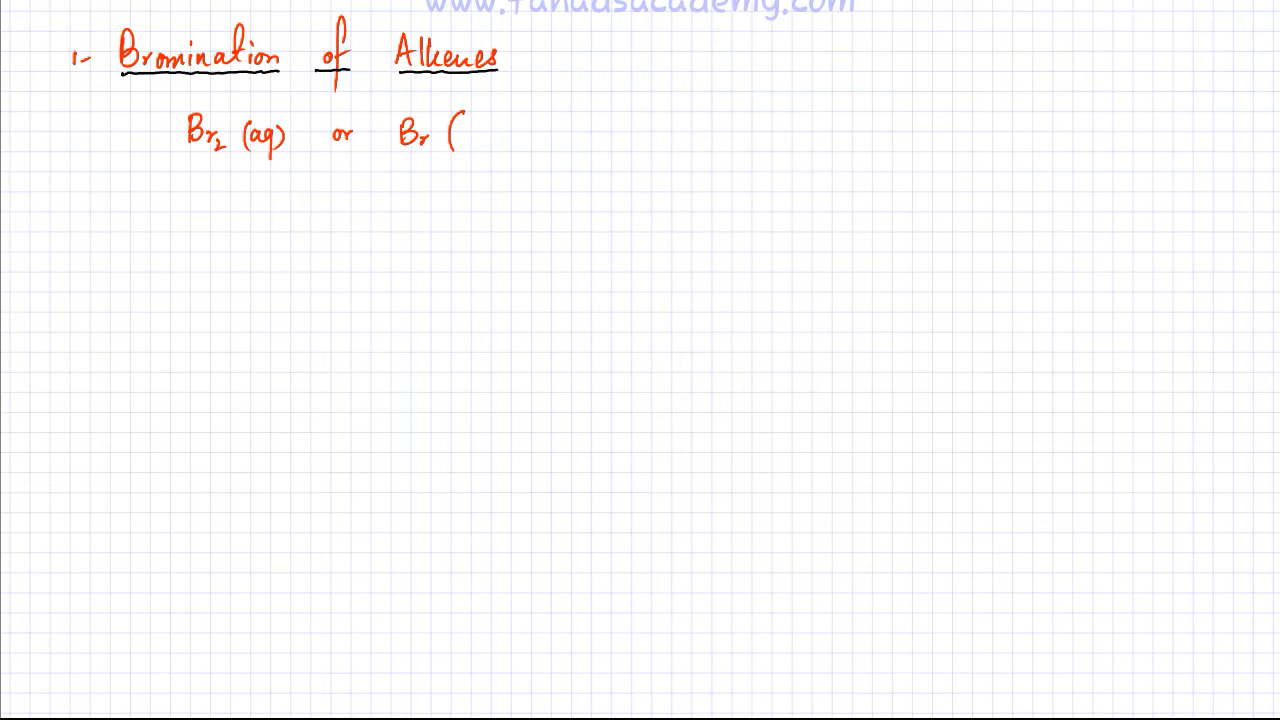 1- Bromination of Alkenes
Br₂ (aq) or Br (